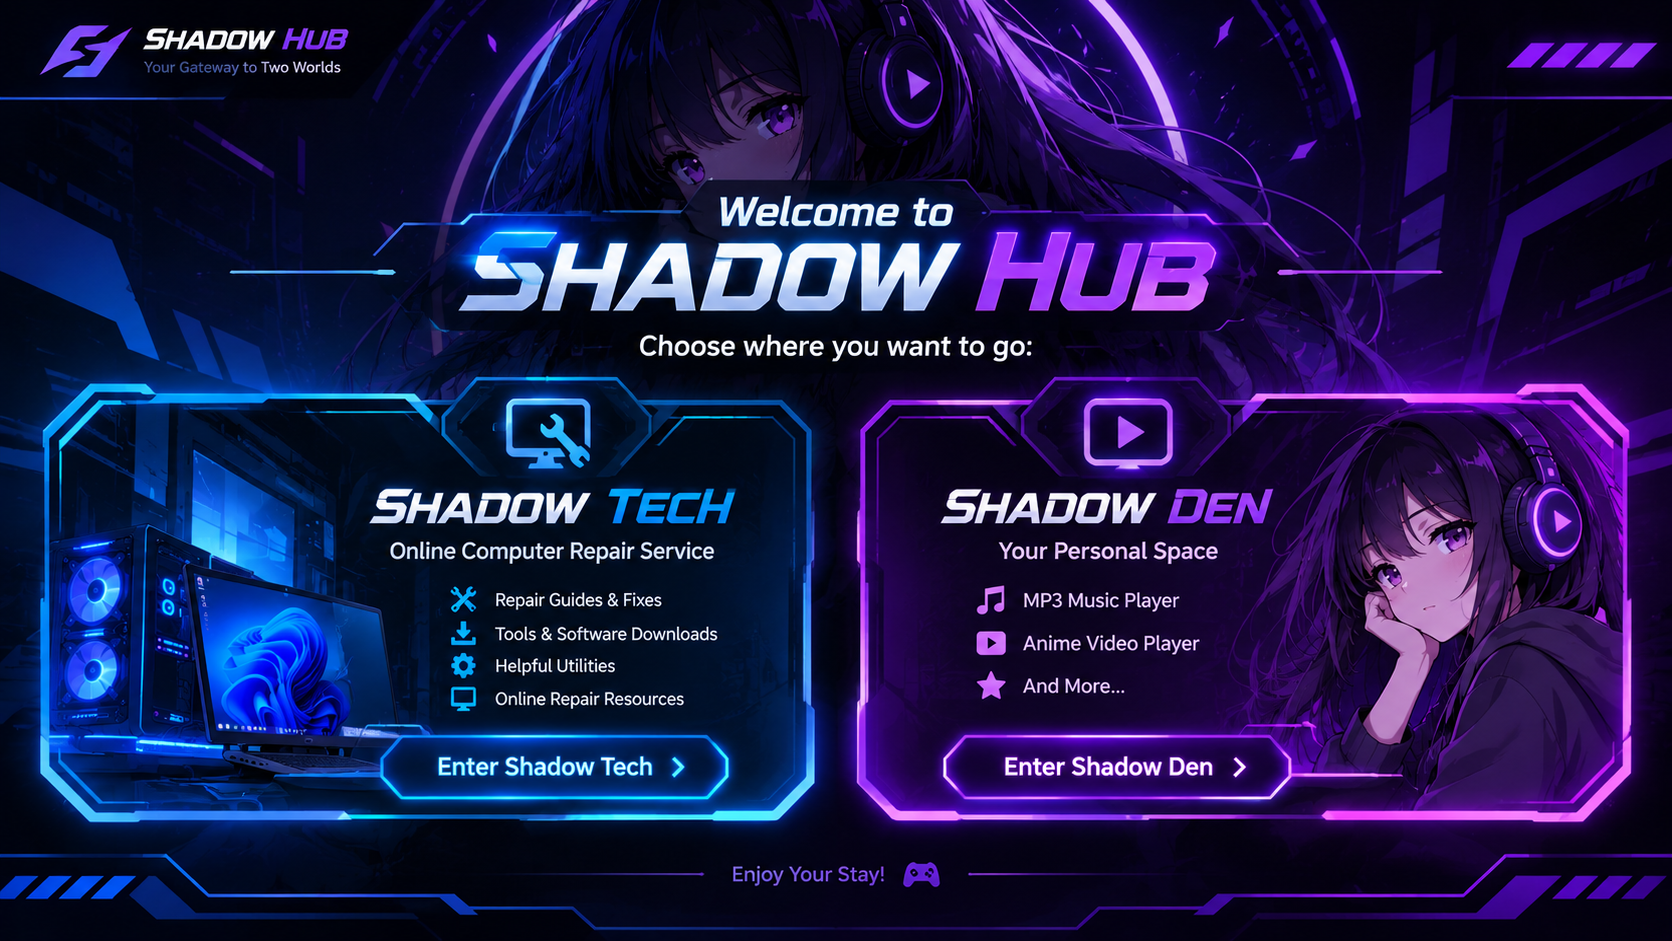 SHADOW HUB
Your Gateway to Two Worlds
Welcome to
SHADOW HUB
Choose where you want to go:
SHADOW TECH
Online Computer Repair Service
Repair Guides & Fixes
Tools & Software Downloads
Helpful Utilities
Online Repair Resources
Enter Shadow Tech
SHADOW DEN
Your Personal Space
MP3 Music Player
Anime Video Player
And More...
Enter Shadow Den
Enjoy Your Stay!